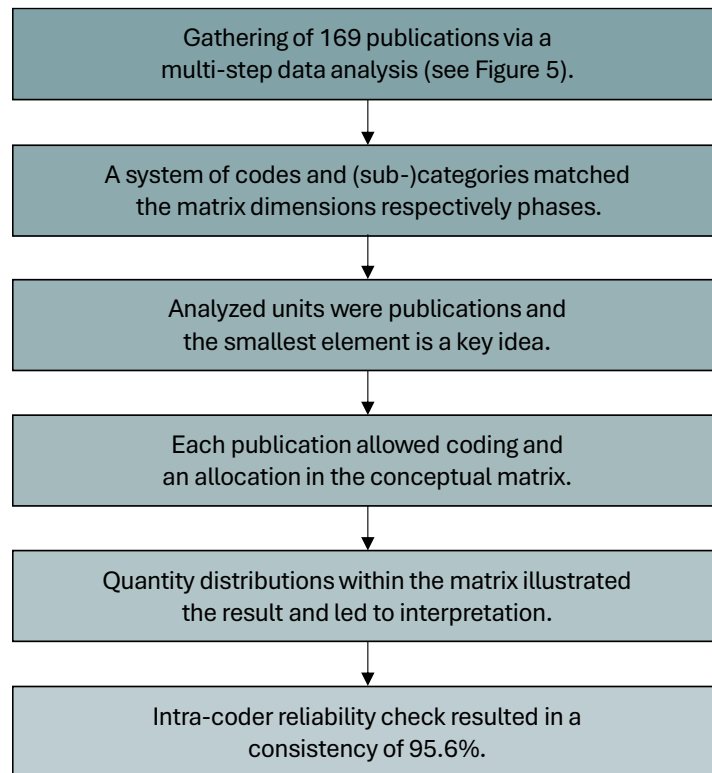 Gathering of 169 publications via a
multi-step data analysis (see Figure 5).
A system of codes and (sub-)categories matched
the matrix dimensions respectively phases.
Analyzed units were publications and
the smallest element is a key idea.
Each publication allowed coding and
an allocation in the conceptual matrix.
Quantity distributions within the matrix illustrated
the result and led to interpretation.
Intra-coder reliability check resulted in a
consistency of 95.6%.